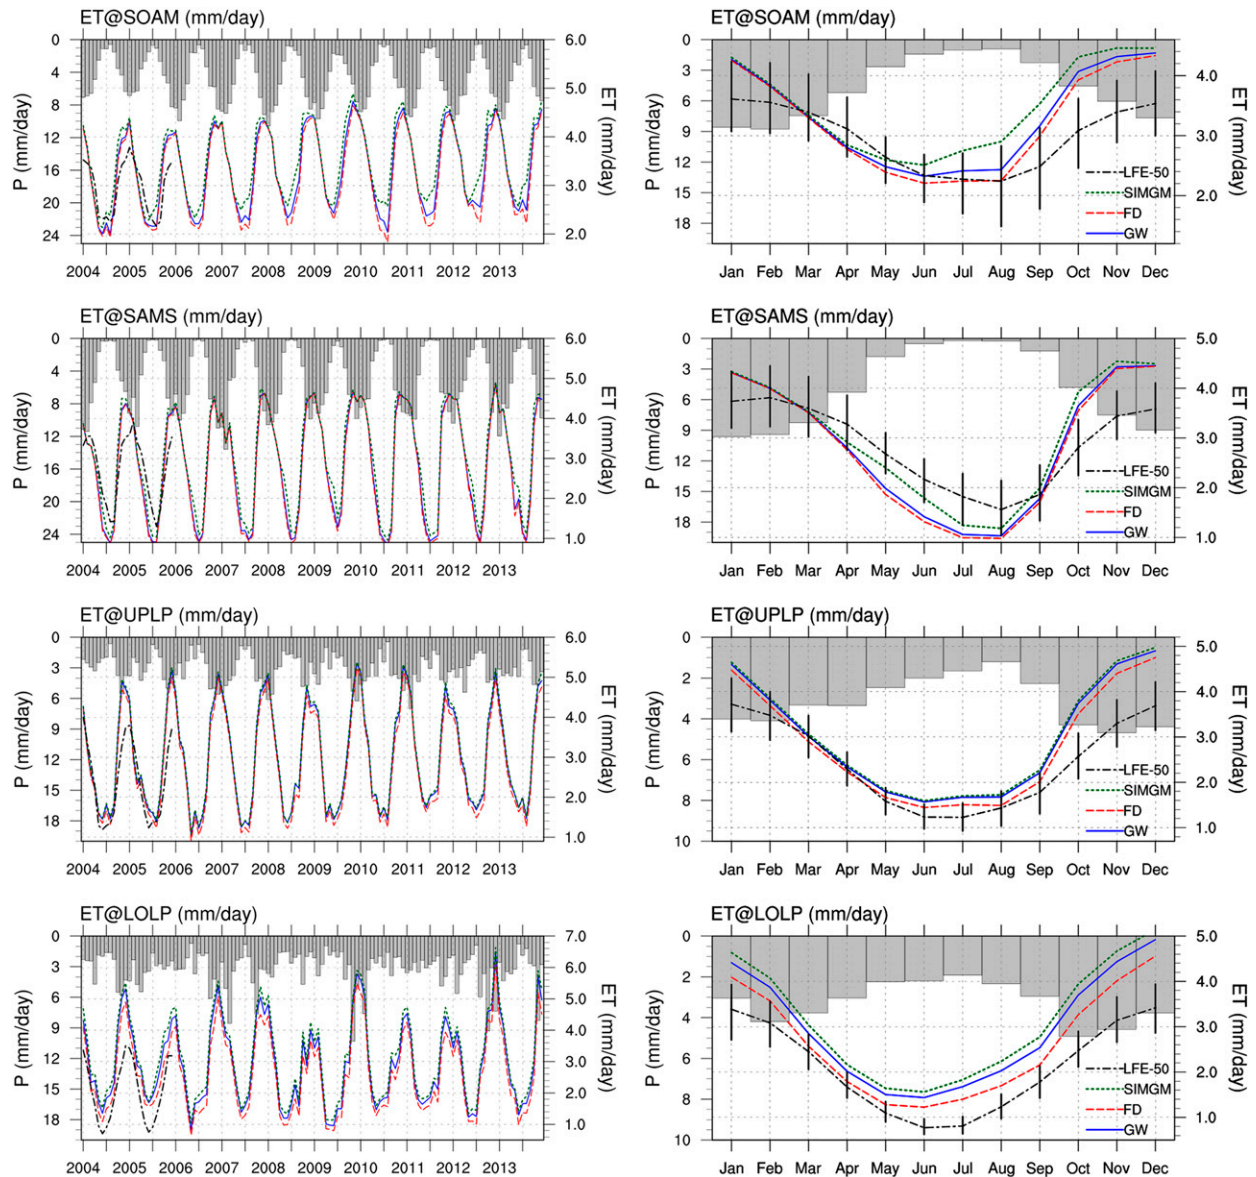 ET@SOAM (mm/day)
0
4
8
12
16
20
24
P (mm/day)
6.0
5.0
4.0
3.0
2.0
ET (mm/day)
2004 2005 2006 2007 2008 2009 2010 2011 2012 2013
ET@SOAM (mm/day)
0
3
6
9
12
15
18
P (mm/day)
4.0
3.0
2.0
ET (mm/day)
LFE-50
SIMGM
FD
GW
Jan Feb Mar Apr May Jun Jul Aug Sep Oct Nov Dec
ET@SAMS (mm/day)
0
4
8
12
16
20
24
P (mm/day)
6.0
5.0
4.0
3.0
2.0
1.0
ET (mm/day)
2004 2005 2006 2007 2008 2009 2010 2011 2012 2013
ET@SAMS (mm/day)
0
3
6
9
12
15
18
P (mm/day)
5.0
4.0
3.0
2.0
1.0
ET (mm/day)
LFE-50
SIMGM
FD
GW
Jan Feb Mar Apr May Jun Jul Aug Sep Oct Nov Dec
ET@UPLP (mm/day)
0
3
6
9
12
15
18
P (mm/day)
6.0
5.0
4.0
3.0
2.0
1.0
ET (mm/day)
2004 2005 2006 2007 2008 2009 2010 2011 2012 2013
ET@UPLP (mm/day)
0
2
4
6
8
10
P (mm/day)
5.0
4.0
3.0
2.0
1.0
ET (mm/day)
LFE-50
SIMGM
FD
GW
Jan Feb Mar Apr May Jun Jul Aug Sep Oct Nov Dec
ET@LOLP (mm/day)
0
3
6
9
12
15
18
P (mm/day)
7.0
6.0
5.0
4.0
3.0
2.0
1.0
ET (mm/day)
2004 2005 2006 2007 2008 2009 2010 2011 2012 2013
ET@LOLP (mm/day)
0
2
4
6
8
10
P (mm/day)
5.0
4.0
3.0
2.0
1.0
ET (mm/day)
LFE-50
SIMGM
FD
GW
Jan Feb Mar Apr May Jun Jul Aug Sep Oct Nov Dec